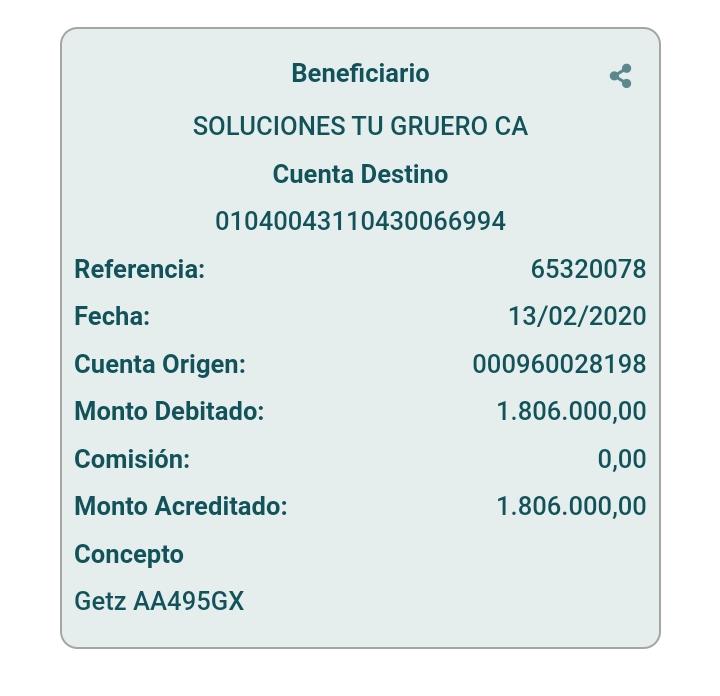 Beneficiario
SOLUCIONES TU GRUERO CA
Cuenta Destino
01040043110430066994
Referencia: 65320078
Fecha: 13/02/2020
Cuenta Origen: 000960028198
Monto Debitado: 1.806.000,00
Comisión: 0,00
Monto Acreditado: 1.806.000,00
Concepto
Getz AA495GX